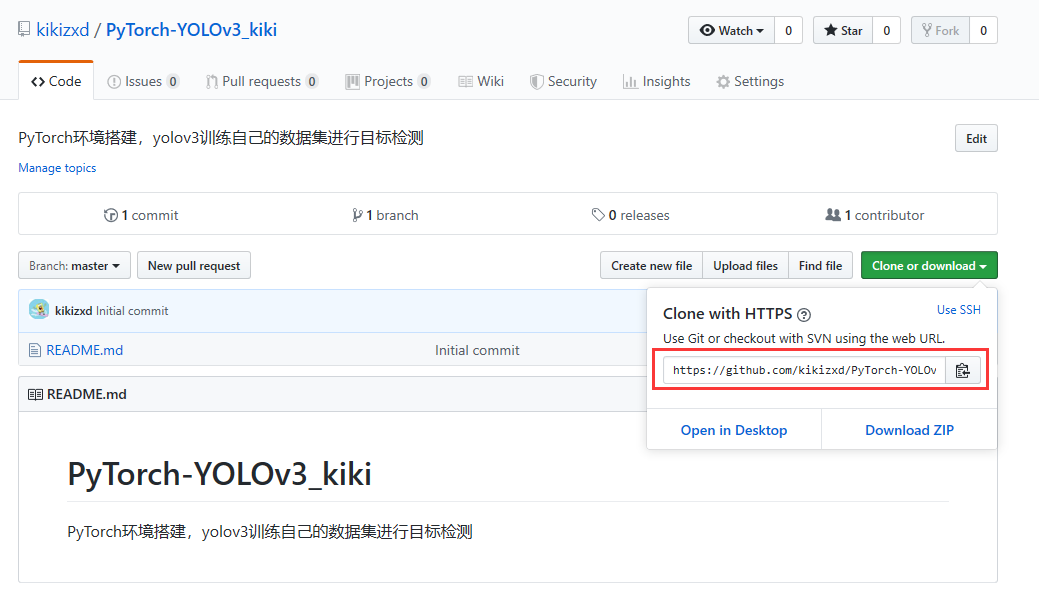 kikizxd / PyTorch-YOLOv3_kiki
Watch 0 Star 0 Fork 0
Code Issues 0 Pull requests 0 Projects 0 Wiki Security Insights Settings
PyTorch环境搭建，yolov3训练自己的数据集进行目标检测
Edit
Manage topics
1 commit 1 branch 0 releases 1 contributor
Branch: master New pull request Create new file Upload files Find file Clone or download
kikizxd Initial commit
README.md Initial commit
Clone with HTTPS Use SSH
Use Git or checkout with SVN using the web URL.
https://github.com/kikizxd/PyTorch-YOLOv
Open in Desktop Download ZIP
README.md
PyTorch-YOLOv3_kiki
PyTorch环境搭建，yolov3训练自己的数据集进行目标检测